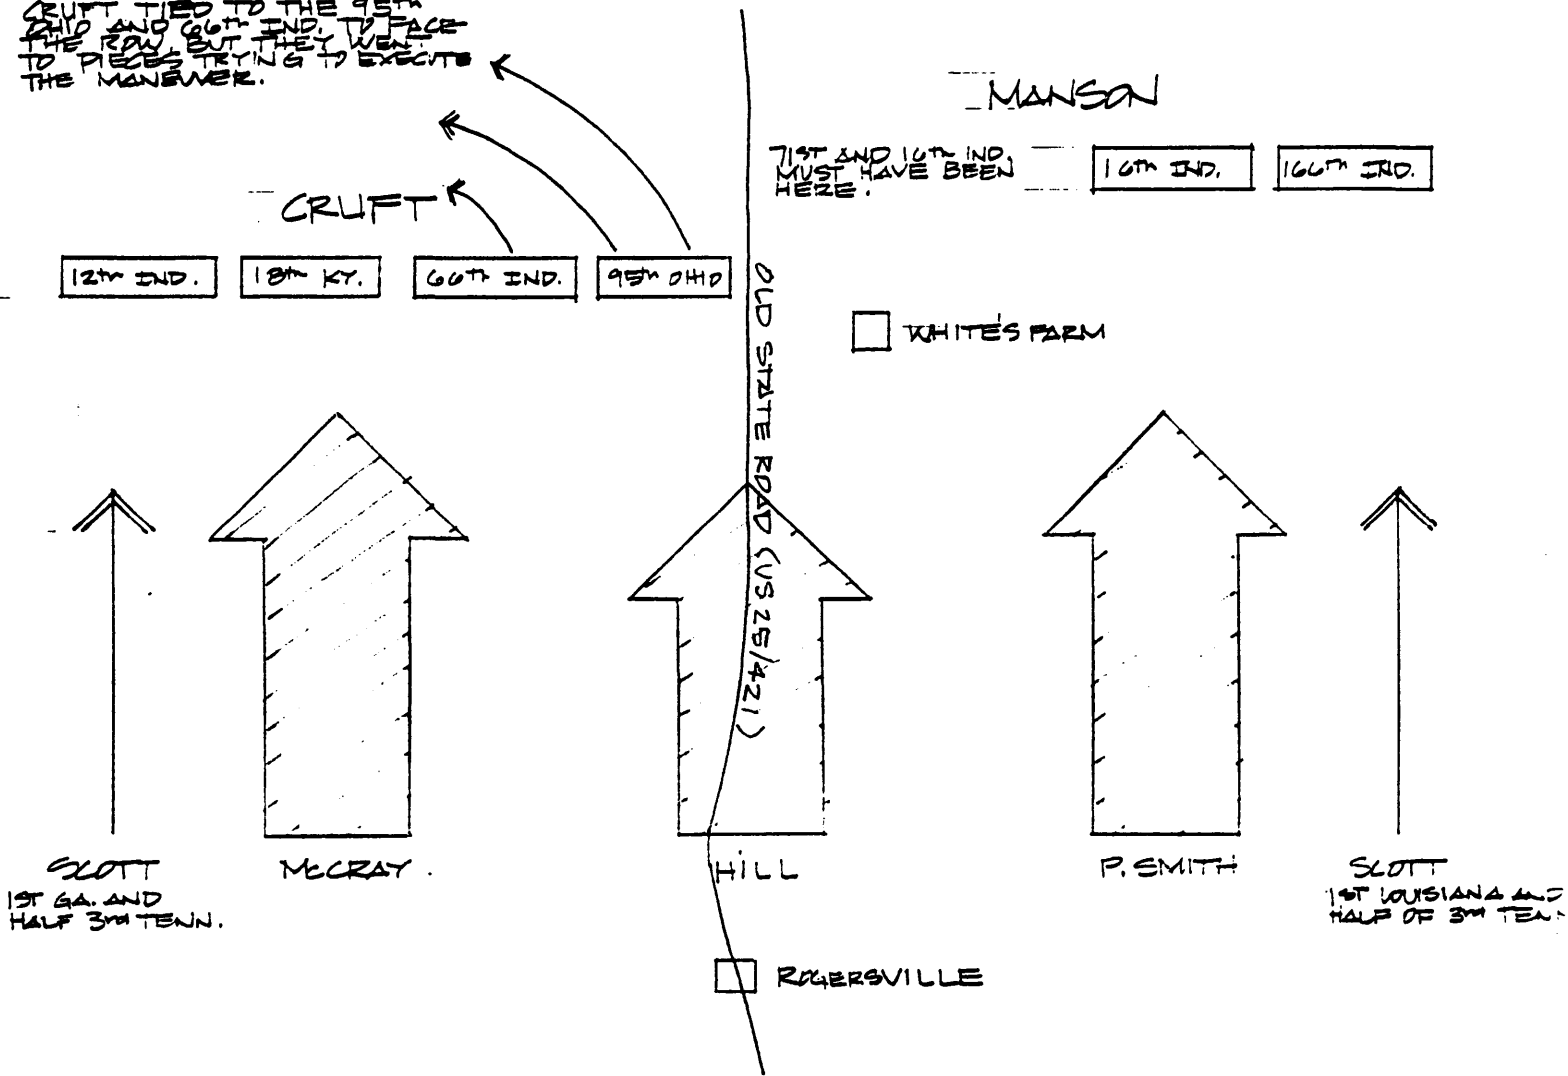 CRUFT TIED TO THE 95th
OHIO AND 66th IND. TO FACE
THE ROW, BUT THEY WENT
TO PIECES TRYING TO EXECUTE
THE MANEUVER.
MANSON
71ST AND 16th IND.
MUST HAVE BEEN
HERE.
16th IND.
166th IND.
CRUFT
12th IND.
18th KY.
66th IND.
95th OHIO
OLD STATE ROAD (US 25/421)
WHITE'S FARM
SCOTT
1ST GA. AND
HALF 3rd TENN.
McCRAY
HILL
P. SMITH
SCOTT
1ST LOUISIANA AND
HALF OF 3rd TENN
ROGERSVILLE